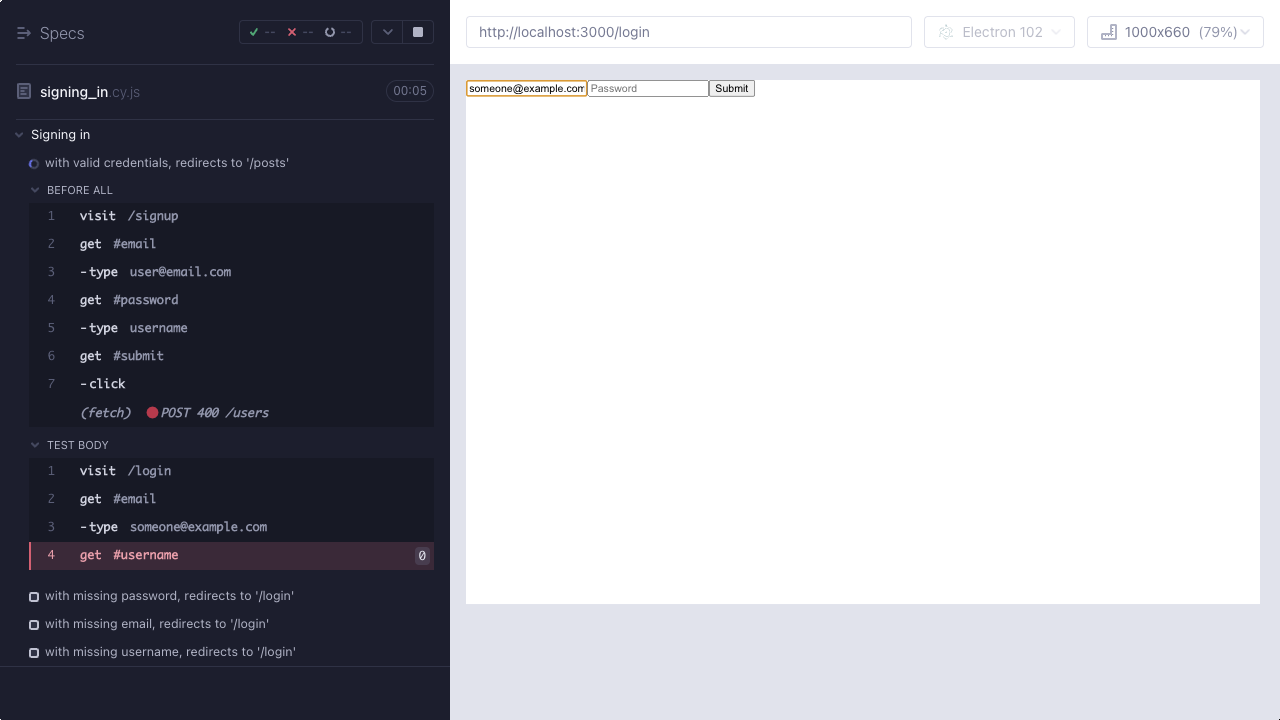 Specs
-- -- --
signing_in.cy.js 00:05
Signing in
with valid credentials, redirects to '/posts'
BEFORE ALL
1 visit /signup
2 get #email
3 -type user@email.com
4 get #password
5 -type username
6 get #submit
7 -click
(fetch) POST 400 /users
TEST BODY
1 visit /login
2 get #email
3 -type someone@example.com
4 get #username 0
with missing password, redirects to '/login'
with missing email, redirects to '/login'
with missing username, redirects to '/login'
http://localhost:3000/login Electron 102 1000x660 (79%)
someone@example.com Password Submit